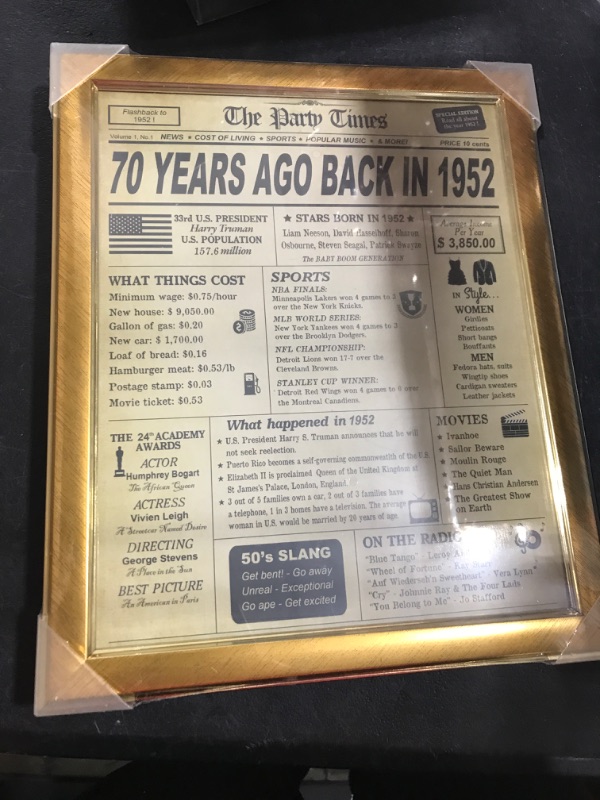 Flashback to
1952 !
The Party Times
SPECIAL EDITION
Read all about
the year 1952 !
Volume 1, No.1
NEWS ★ COST OF LIVING ★ SPORTS ★ POPULAR MUSIC ★ & MORE!!
PRICE 10 cents
70 YEARS AGO BACK IN 1952
33rd U.S. PRESIDENT
Harry Truman
U.S. POPULATION
157.6 million
★ STARS BORN IN 1952 ★
Liam Neeson, David Hasselhoff, Sharon
Osbourne, Steven Seagal, Patrick Swayze
The BABY BOOM GENERATION
Average Income
Per Year
$ 3,850.00
WHAT THINGS COST
Minimum wage: $0.75/hour
New house: $ 9,050.00
Gallon of gas: $0.20
New car: $ 1,700.00
Loaf of bread: $0.16
Hamburger meat: $0.53/lb
Postage stamp: $0.03
Movie ticket: $0.53
SPORTS
NBA FINALS:
Minneapolis Lakers won 4 games to 3
over the New York Knicks.
MLB WORLD SERIES:
New York Yankees won 4 games to 3
over the Brooklyn Dodgers.
NFL CHAMPIONSHIP:
Detroit Lions won 17-7 over the
Cleveland Browns.
STANLEY CUP WINNER:
Detroit Red Wings won 4 games to 0 over
the Montreal Canadiens.
IN Style...
WOMEN
Girdles
Petticoats
Short bangs
Bouffants
MEN
Fedora hats, suits
Wingtip shoes
Cardigan sweaters
Leather jackets
THE 24th ACADEMY
AWARDS
ACTOR
Humphrey Bogart
The African Queen
ACTRESS
Vivien Leigh
A Streetcar Named Desire
DIRECTING
George Stevens
A Place in the Sun
BEST PICTURE
An American in Paris
What happened in 1952
★ U.S. President Harry S. Truman announces that he will
not seek reelection.
★ Puerto Rico becomes a self-governing commonwealth of the U.S.
★ Elizabeth II is proclaimed Queen of the United Kingdom at
St James's Palace, London, England.
★ 3 out of 5 families own a car, 2 out of 3 families have
a telephone, 1 in 3 homes have a television. The average
woman in U.S. would be married by 20 years of age.
MOVIES
★ Ivanhoe
★ Sailor Beware
★ Moulin Rouge
★ The Quiet Man
★ Hans Christian Andersen
★ The Greatest Show
on Earth
50's SLANG
Get bent! - Go away
Unreal - Exceptional
Go ape - Get excited
ON THE RADIO
"Blue Tango" - Leroy
"Wheel of Fortune" -
"Auf Wiederseh'n Sweetheart" - Vera Lynn
"Cry" - Johnnie Ray & The Four Lads
"You Belong to Me" - Jo Stafford